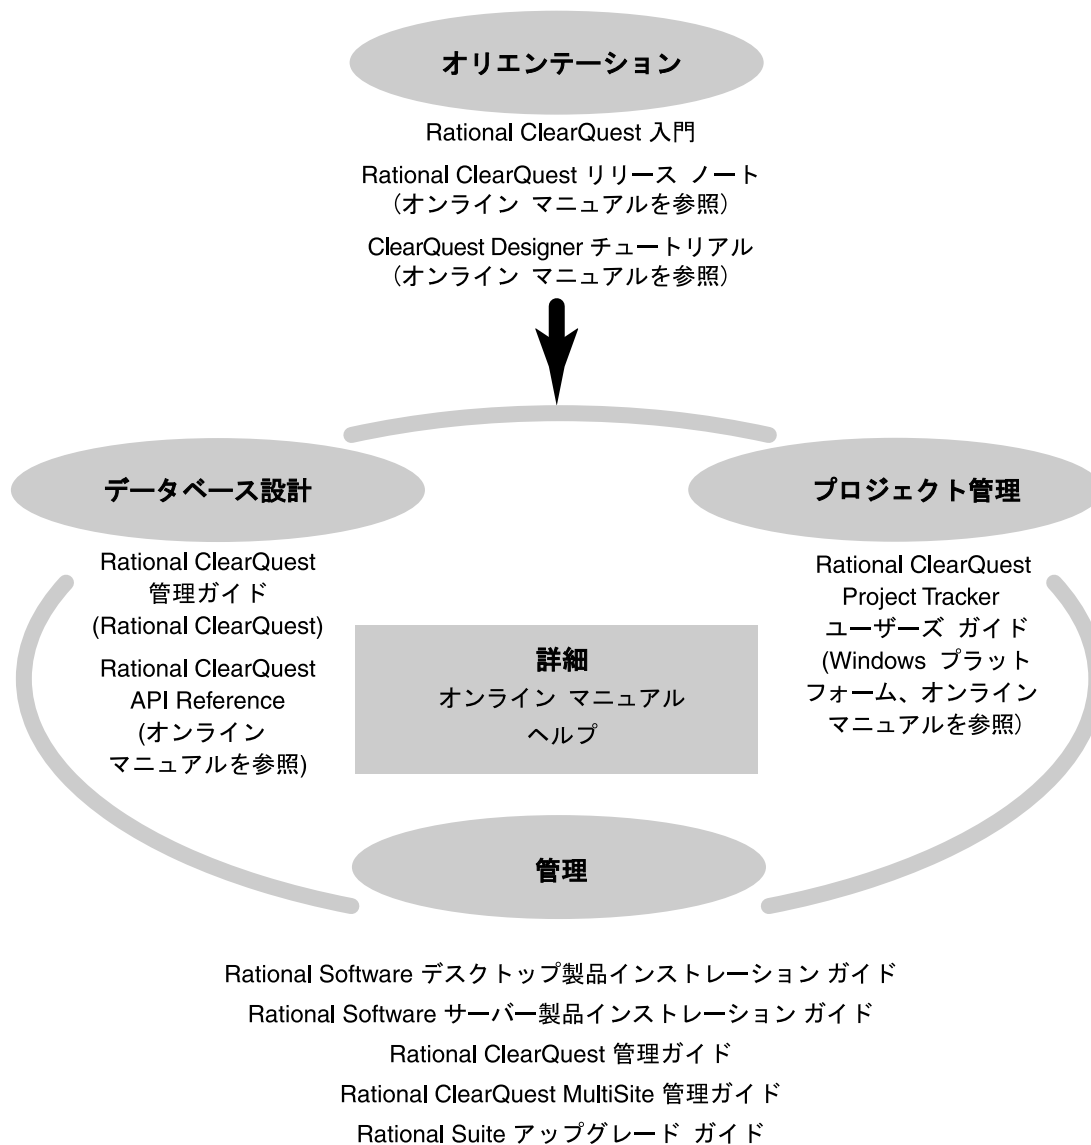 オリエンテーション
Rational ClearQuest 入門
Rational ClearQuest リリース ノート
（オンライン マニュアルを参照）
ClearQuest Designer チュートリアル
（オンライン マニュアルを参照）
データベース設計
Rational ClearQuest
管理ガイド
(Rational ClearQuest)
Rational ClearQuest
API Reference
(オンライン
マニュアルを参照)
プロジェクト管理
Rational ClearQuest
Project Tracker
ユーザーズ ガイド
(Windows プラット
フォーム、オンライン
マニュアルを参照）
詳細
オンライン マニュアル
ヘルプ
管理
Rational Software デスクトップ製品インストレーション ガイド
Rational Software サーバー製品インストレーション ガイド
Rational ClearQuest 管理ガイド
Rational ClearQuest MultiSite 管理ガイド
Rational Suite アップグレード ガイド